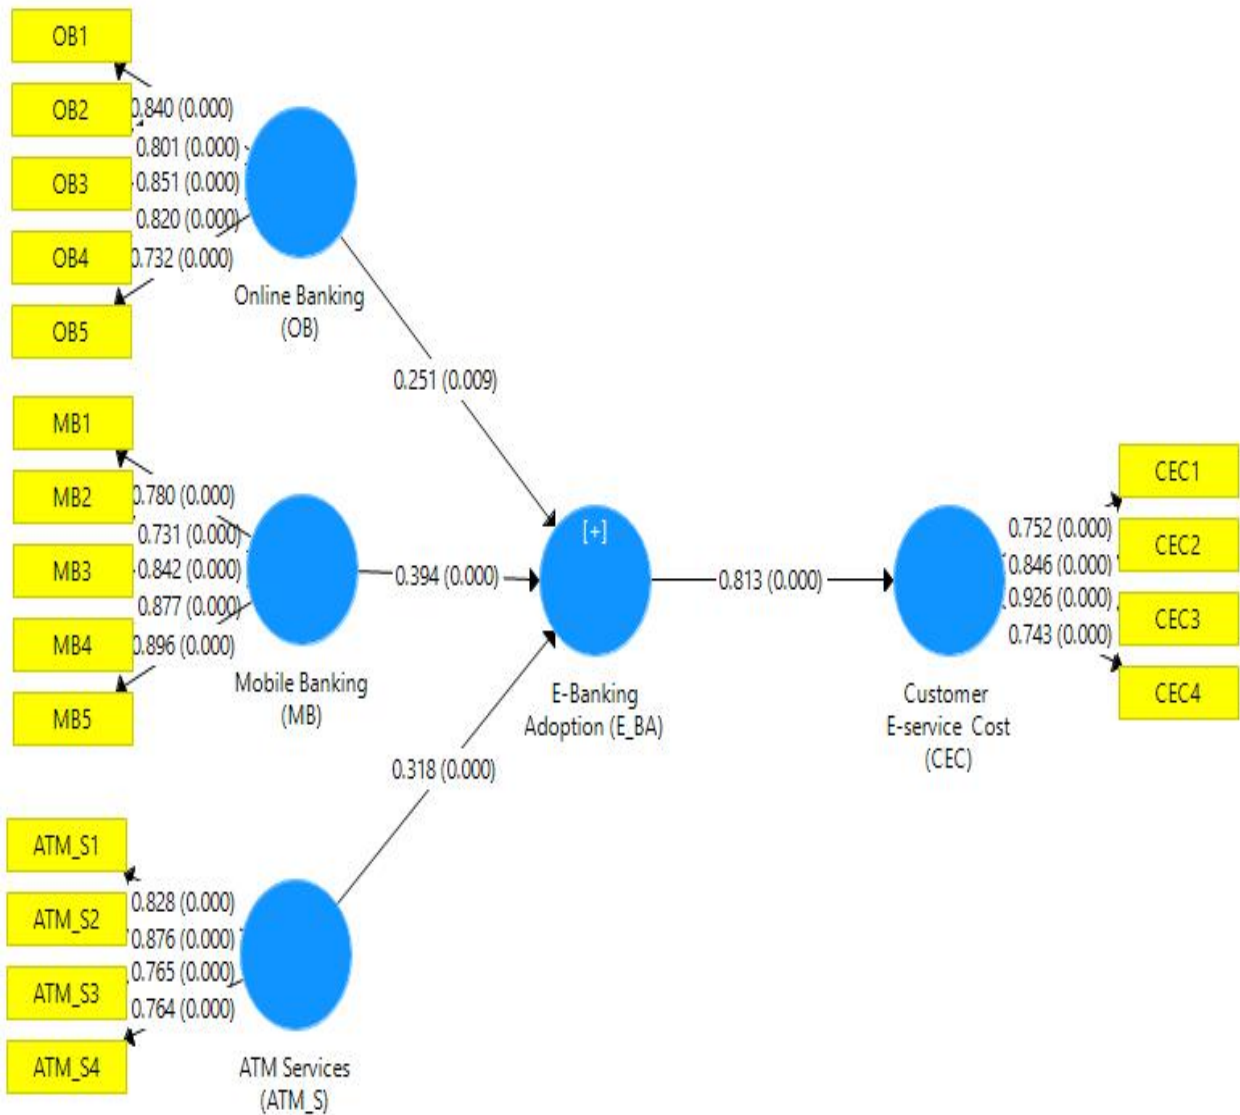 OB1
OB2
OB3
OB4
OB5
0.840 (0.000)
0.801 (0.000)
0.851 (0.000)
0.820 (0.000)
0.732 (0.000)
Online Banking
(OB)
0.251 (0.009)
MB1
MB2
MB3
MB4
MB5
0.780 (0.000)
0.731 (0.000)
0.842 (0.000)
0.877 (0.000)
0.896 (0.000)
Mobile Banking
(MB)
0.394 (0.000)
[+]
E-Banking
Adoption (E_BA)
0.813 (0.000)
Customer
E-service Cost
(CEC)
0.752 (0.000)
0.846 (0.000)
0.926 (0.000)
0.743 (0.000)
CEC1
CEC2
CEC3
CEC4
0.318 (0.000)
ATM_S1
ATM_S2
ATM_S3
ATM_S4
0.828 (0.000)
0.876 (0.000)
0.765 (0.000)
0.764 (0.000)
ATM Services
(ATM_S)